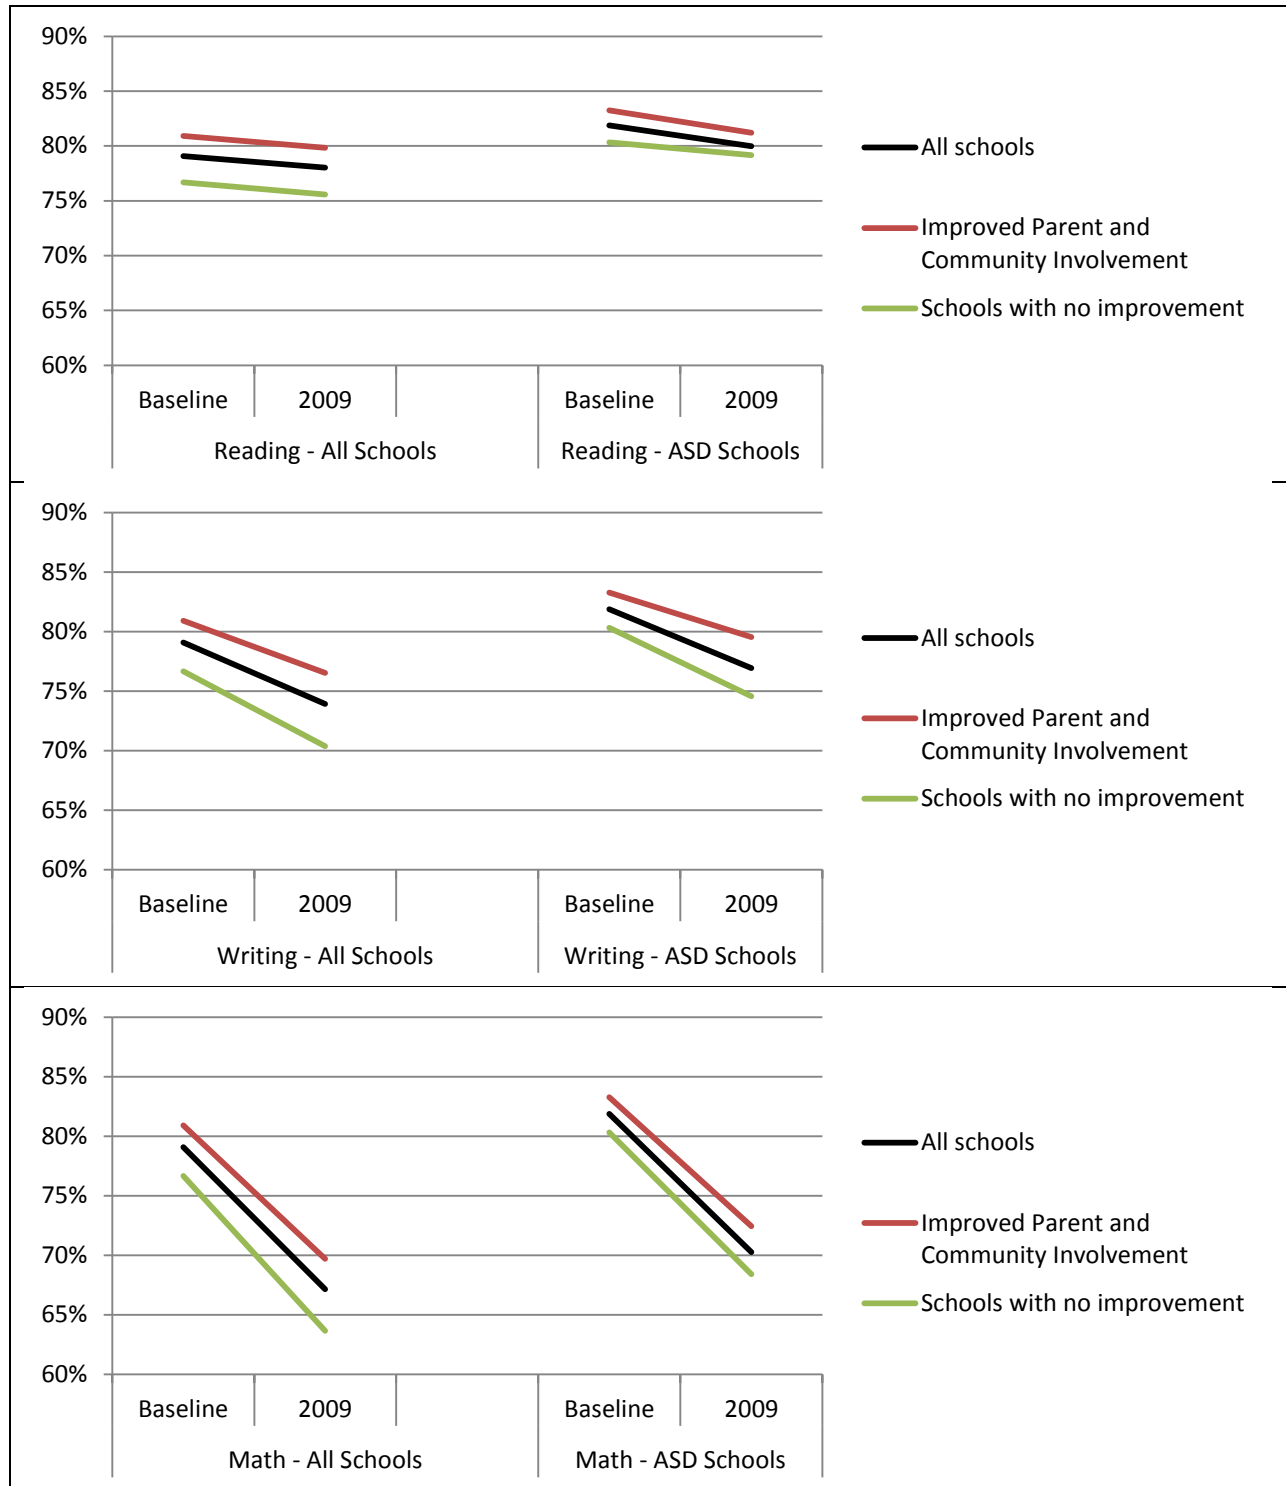 90%
85%
80%
75%
70%
65%
60%
Baseline 2009 Baseline 2009
Reading - All Schools Reading - ASD Schools
All schools
Improved Parent and
Community Involvement
Schools with no improvement
90%
85%
80%
75%
70%
65%
60%
Baseline 2009 Baseline 2009
Writing - All Schools Writing - ASD Schools
All schools
Improved Parent and
Community Involvement
Schools with no improvement
90%
85%
80%
75%
70%
65%
60%
Baseline 2009 Baseline 2009
Math - All Schools Math - ASD Schools
All schools
Improved Parent and
Community Involvement
Schools with no improvement